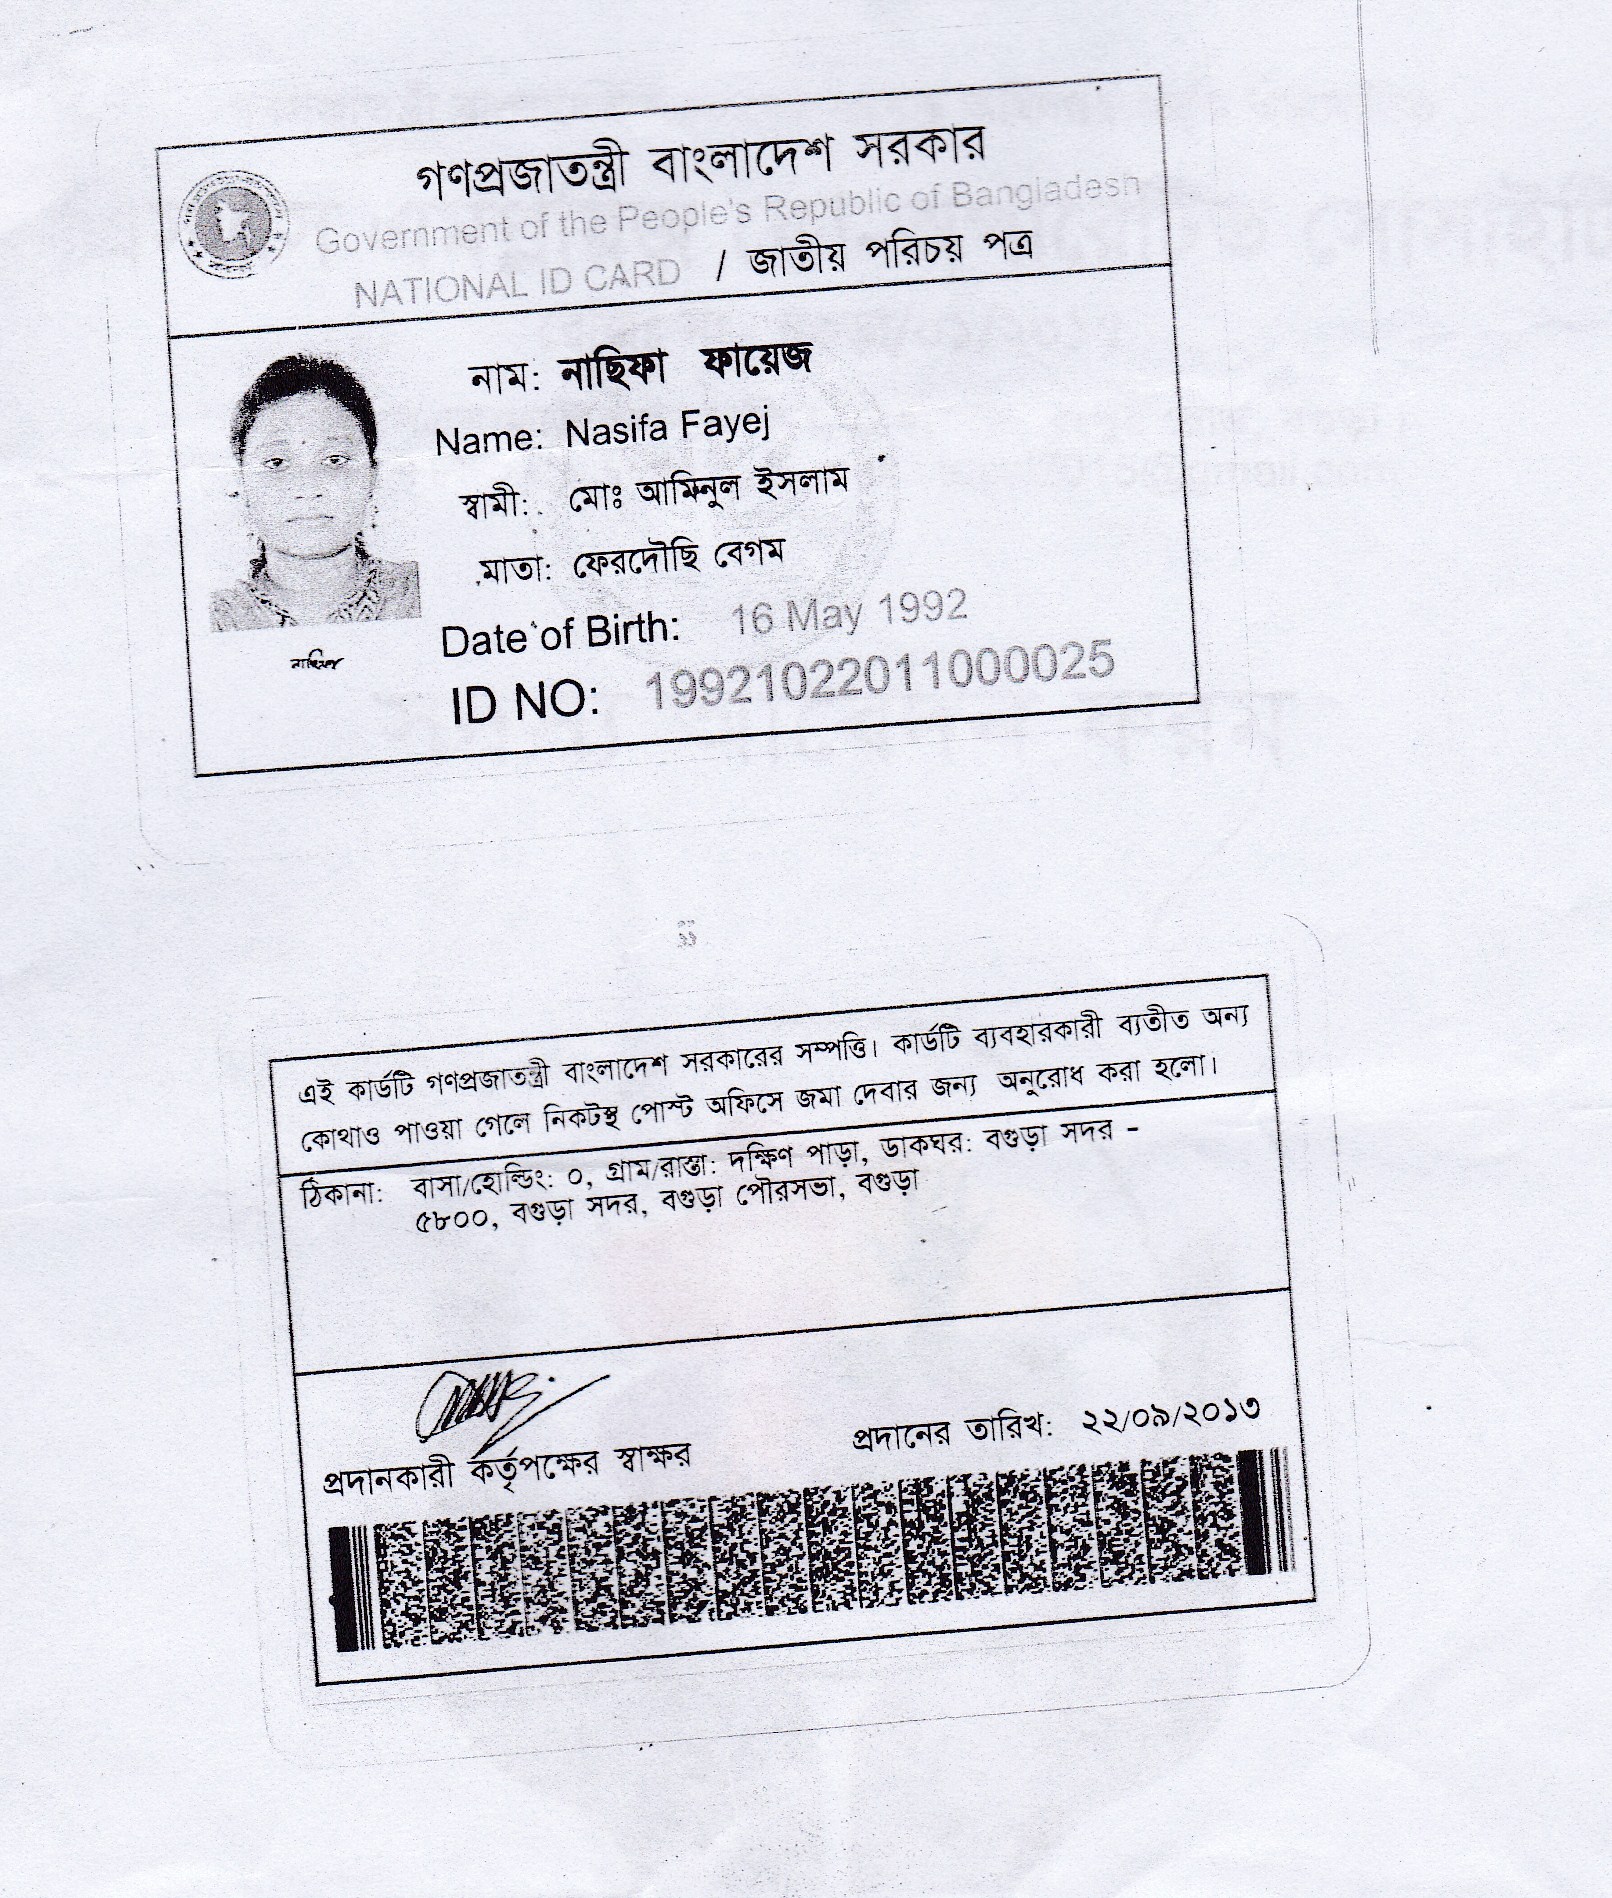 গণপ্রজাতন্ত্রী বাংলাদেশ সরকার
Government of the People's Republic of Bangladesh
NATIONAL ID CARD / জাতীয় পরিচয় পত্র
নাম: নাছিফা ফায়েজ
Name: Nasifa Fayej
স্বামী: মোঃ আমিনুল ইসলাম
মাতা: ফেরদৌছি বেগম
Date of Birth: 16 May 1992
ID NO: 19921022011000025
এই কার্ডটি গণপ্রজাতন্ত্রী বাংলাদেশ সরকারের সম্পত্তি। কার্ডটি ব্যবহারকারী ব্যতীত অন্য
কোথাও পাওয়া গেলে নিকটস্থ পোস্ট অফিসে জমা দেবার জন্য অনুরোধ করা হলো।
ঠিকানা: বাসা/হোল্ডিং: ০, গ্রাম/রাস্তা: দক্ষিণ পাড়া, ডাকঘর: বগুড়া সদর -
৫৮০০, বগুড়া সদর, বগুড়া পৌরসভা, বগুড়া
প্রদানকারী কর্তৃপক্ষের স্বাক্ষর
প্রদানের তারিখ: ২২/০৯/২০১৩